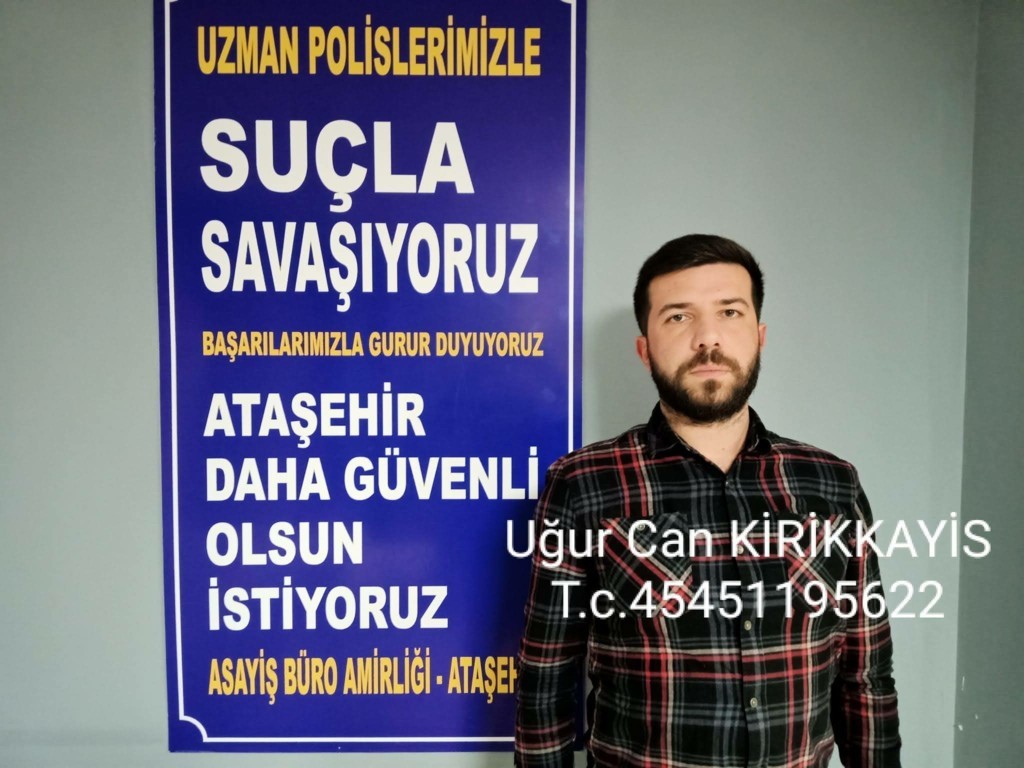 UZMAN POLİSLERİMİZLE
SUÇLA
SAVAŞIYORUZ
BAŞARILARIMIZLA GURUR DUYUYORUZ
ATAŞEHİR
DAHA GÜVENLİ
OLSUN
İSTİYORUZ
ASAYİŞ BÜRO AMİRLİĞİ - ATAŞEH
Uğur Can KİRİKKAYİS
T.c.45451195622